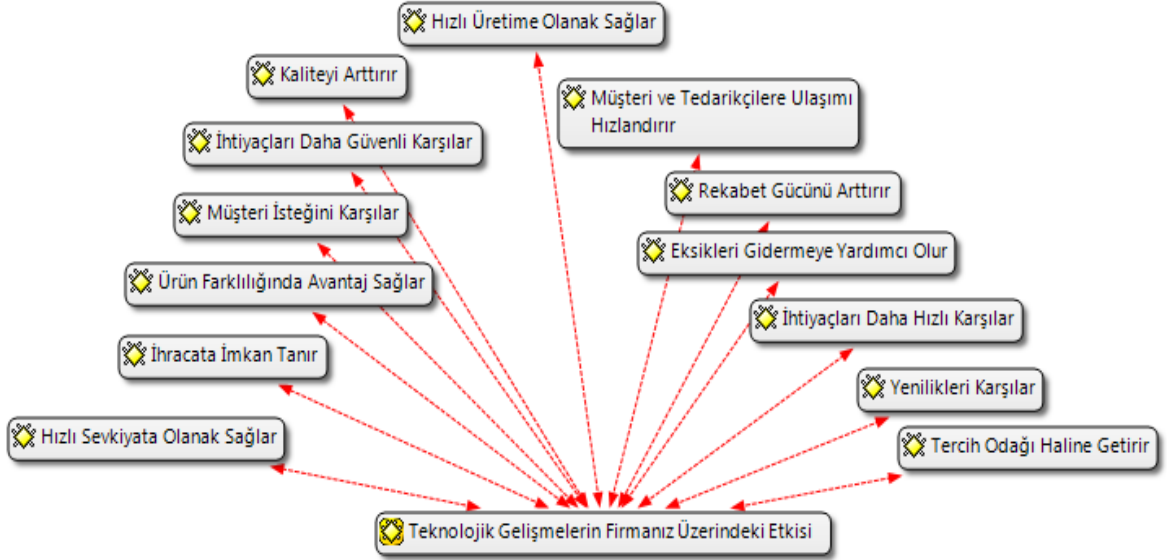 Hızlı Üretime Olanak Sağlar
Kaliteyi Arttırır
Müşteri ve Tedarikçilere Ulaşımı
Hızlandırır
İhtiyaçları Daha Güvenli Karşılar
Rekabet Gücünü Arttırır
Müşteri İsteğini Karşılar
Eksikleri Gidermeye Yardımcı Olur
Ürün Farklılığında Avantaj Sağlar
İhtiyaçları Daha Hızlı Karşılar
İhracata İmkan Tanır
Yenilikleri Karşılar
Hızlı Sevkiyata Olanak Sağlar
Tercih Odağı Haline Getirir
Teknolojik Gelişmelerin Firmanız Üzerindeki Etkisi